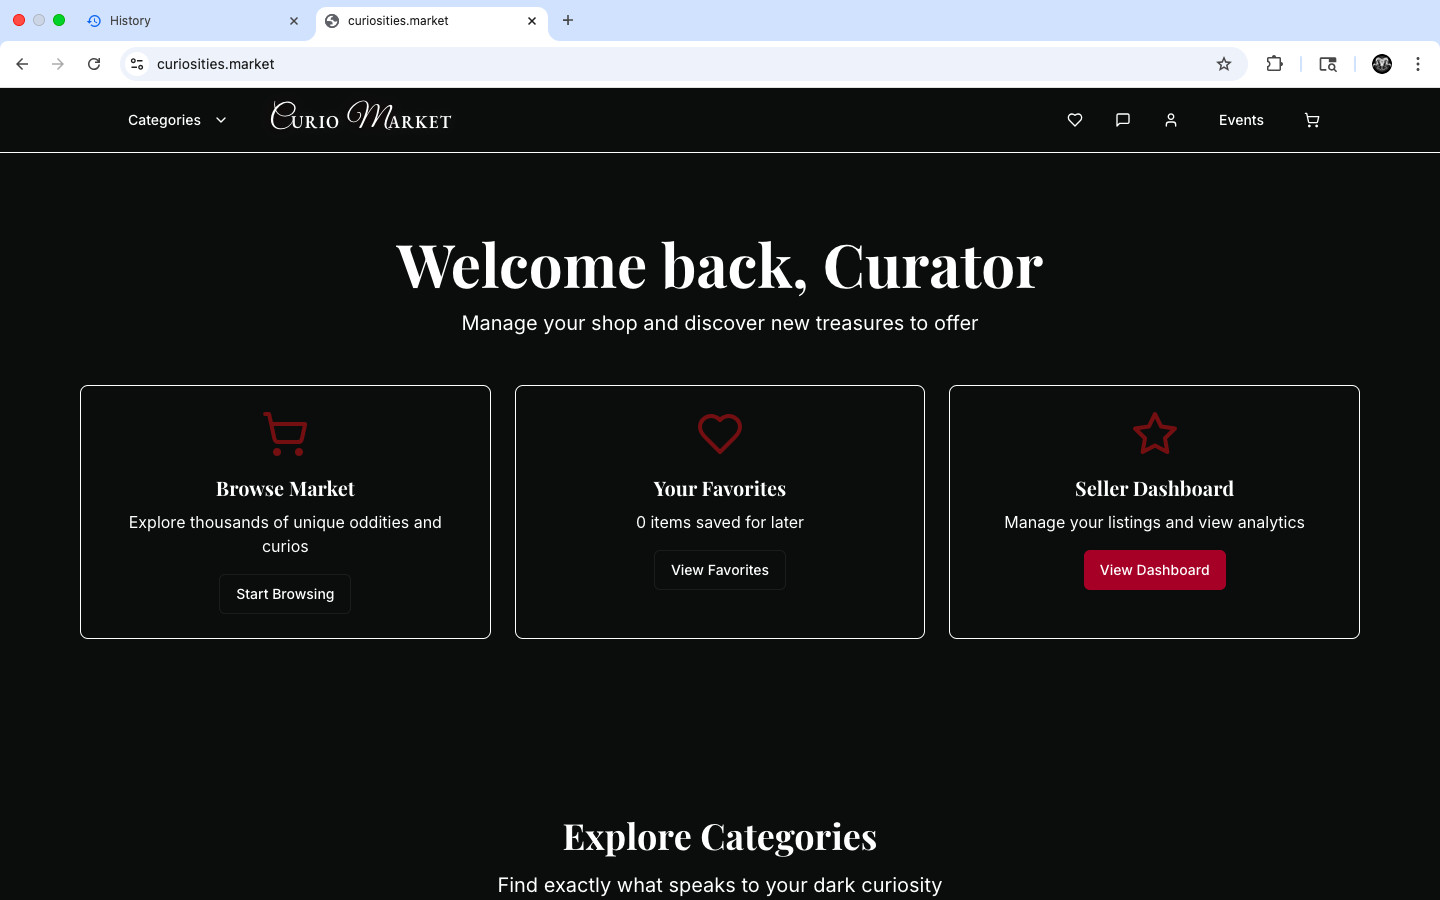 History
curiosities.market
curiosities.market
Categories
Curio Market
Events
Welcome back, Curator
Manage your shop and discover new treasures to offer
Browse Market
Explore thousands of unique oddities and
curios
Start Browsing
Your Favorites
0 items saved for later
View Favorites
Seller Dashboard
Manage your listings and view analytics
View Dashboard
Explore Categories
Find exactly what speaks to your dark curiosity